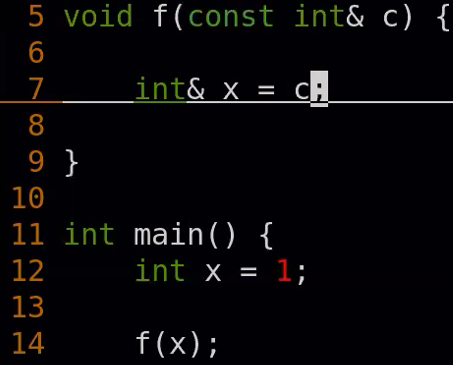 5 void f(const int& c) {
6
7     int& x = c;
8
9 }
10
11 int main() {
12     int x = 1;
13
14     f(x);